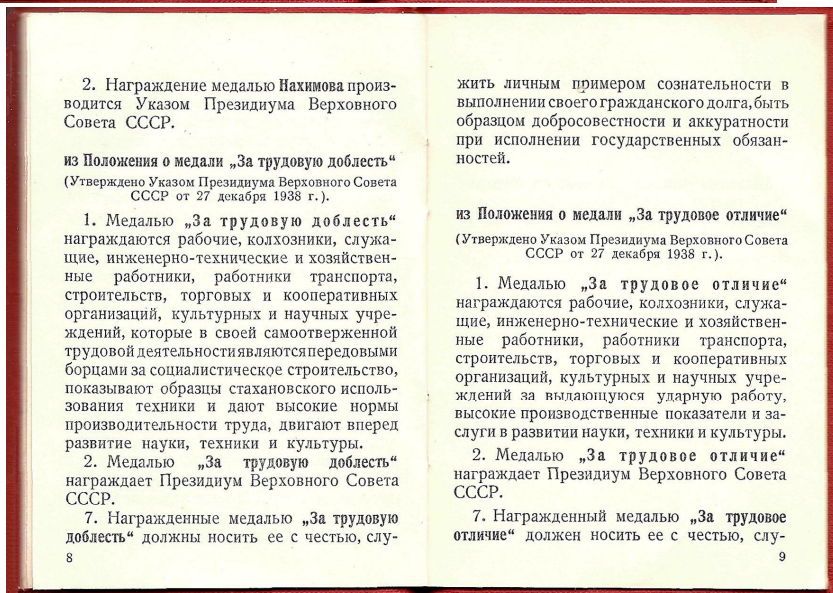 2. Награждение медалью Нахимова произ-
водится Указом Президиума Верховного
Совета СССР.
из Положения о медали „За трудовую доблесть“
(Утверждено Указом Президиума Верховного Совета
СССР от 27 декабря 1938 г.).
1. Медалью „За трудовую доблесть“
награждаются рабочие, колхозники, служа-
щие, инженерно-технические и хозяйствен-
ные работники, работники транспорта,
строительств, торговых и кооперативных
организаций, культурных и научных учре-
ждений, которые в своей самоотверженной
трудовой деятельности являются передовыми
борцами за социалистическое строительство,
показывают образцы стахановского исполь-
зования техники и дают высокие нормы
производительности труда, двигают вперед
развитие науки, техники и культуры.
2. Медалью „За трудовую доблесть“
награждает Президиум Верховного Совета
СССР.
7. Награжденные медалью „За трудовую
доблесть“ должны носить ее с честью, слу-
8
жить личным примером сознательности в
выполнении своего гражданского долга, быть
образцом добросовестности и аккуратности
при исполнении государственных обязан-
ностей.
из Положения о медали „За трудовое отличие“
(Утверждено Указом Президиума Верховного Совета
СССР от 27 декабря 1938 г.).
1. Медалью „За трудовое отличие“
награждаются рабочие, колхозники, служа-
щие, инженерно-технические и хозяйствен-
ные работники, работники транспорта,
строительств, торговых и кооперативных
организаций, культурных и научных учре-
ждений за выдающуюся ударную работу,
высокие производственные показатели и за-
слуги в развитии науки, техники и культуры.
2. Медалью „За трудовое отличие“
награждает Президиум Верховного Совета
СССР.
7. Награжденный медалью „За трудовое
отличие“ должен носить ее с честью, слу-
9